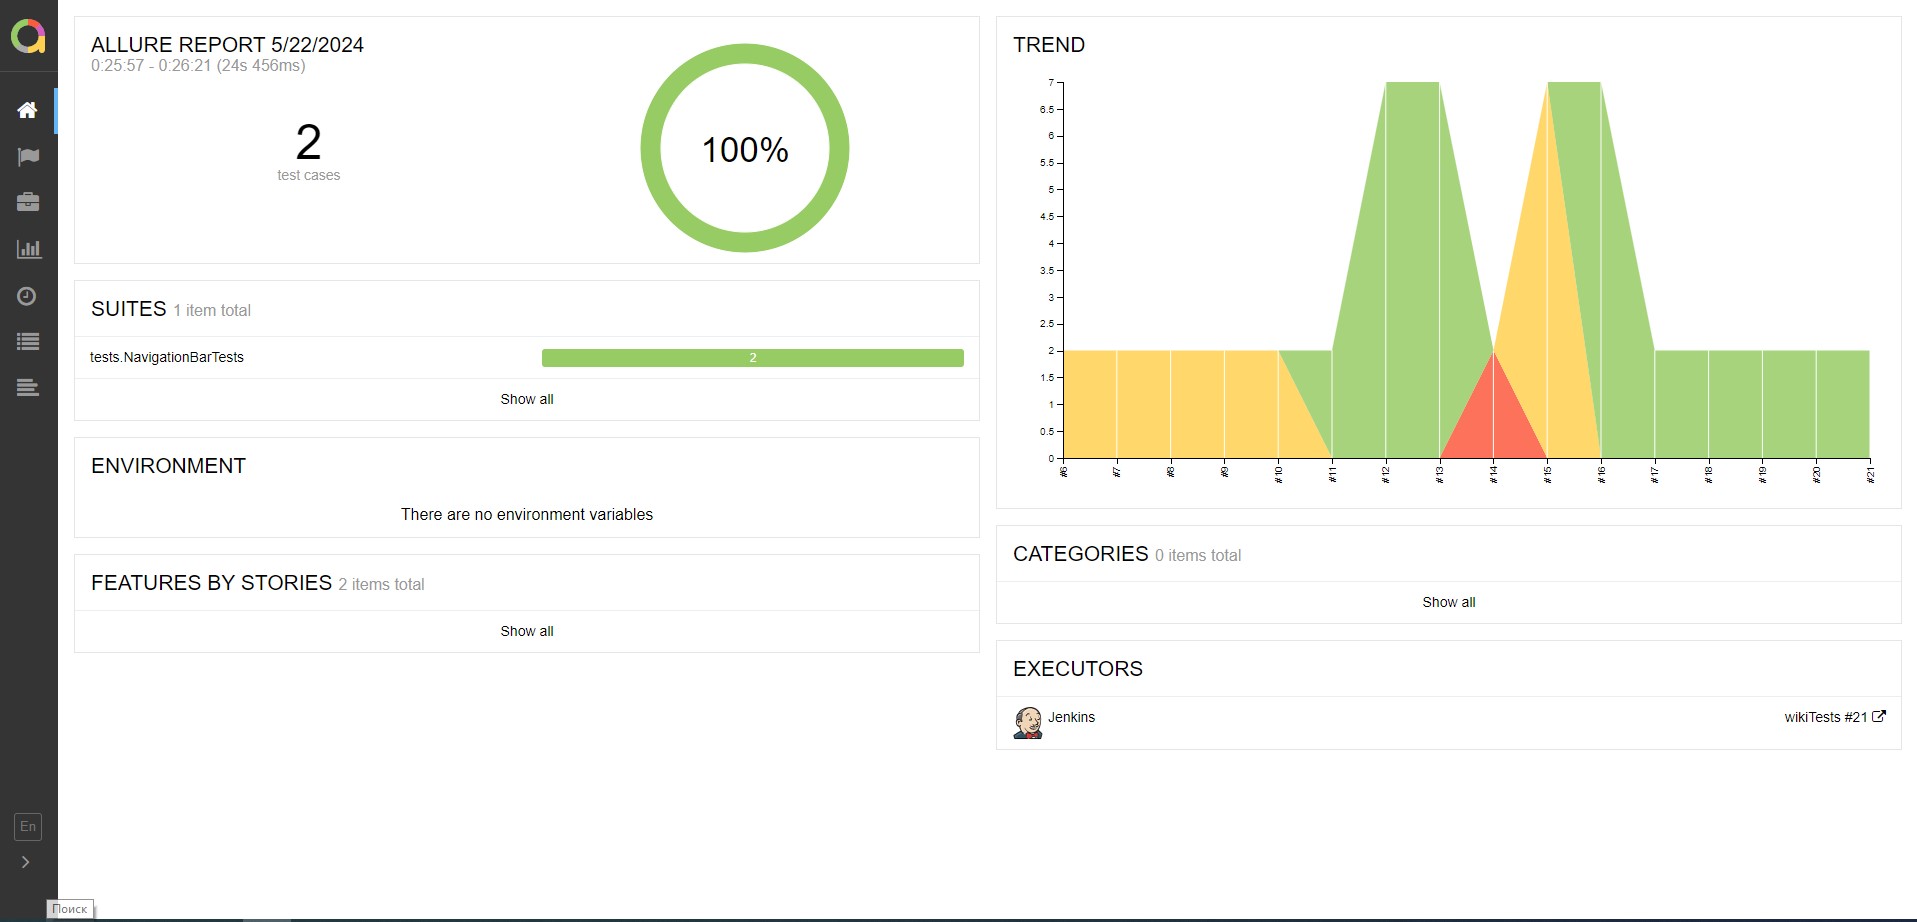 ALLURE REPORT 5/22/2024
0:25:57 - 0:26:21 (24s 456ms)
2
test cases
100%
SUITES 1 item total
tests.NavigationBarTests 2
Show all
ENVIRONMENT
There are no environment variables
FEATURES BY STORIES 2 items total
Show all
TREND
7
6.5
6
5.5
5
4.5
4
3.5
3
2.5
2
1.5
1
0.5
0
#6 #7 #8 #9 #10 #11 #12 #13 #14 #15 #16 #17 #18 #19 #20 #21
CATEGORIES 0 items total
Show all
EXECUTORS
Jenkins wikiTests #21
En
Поиск